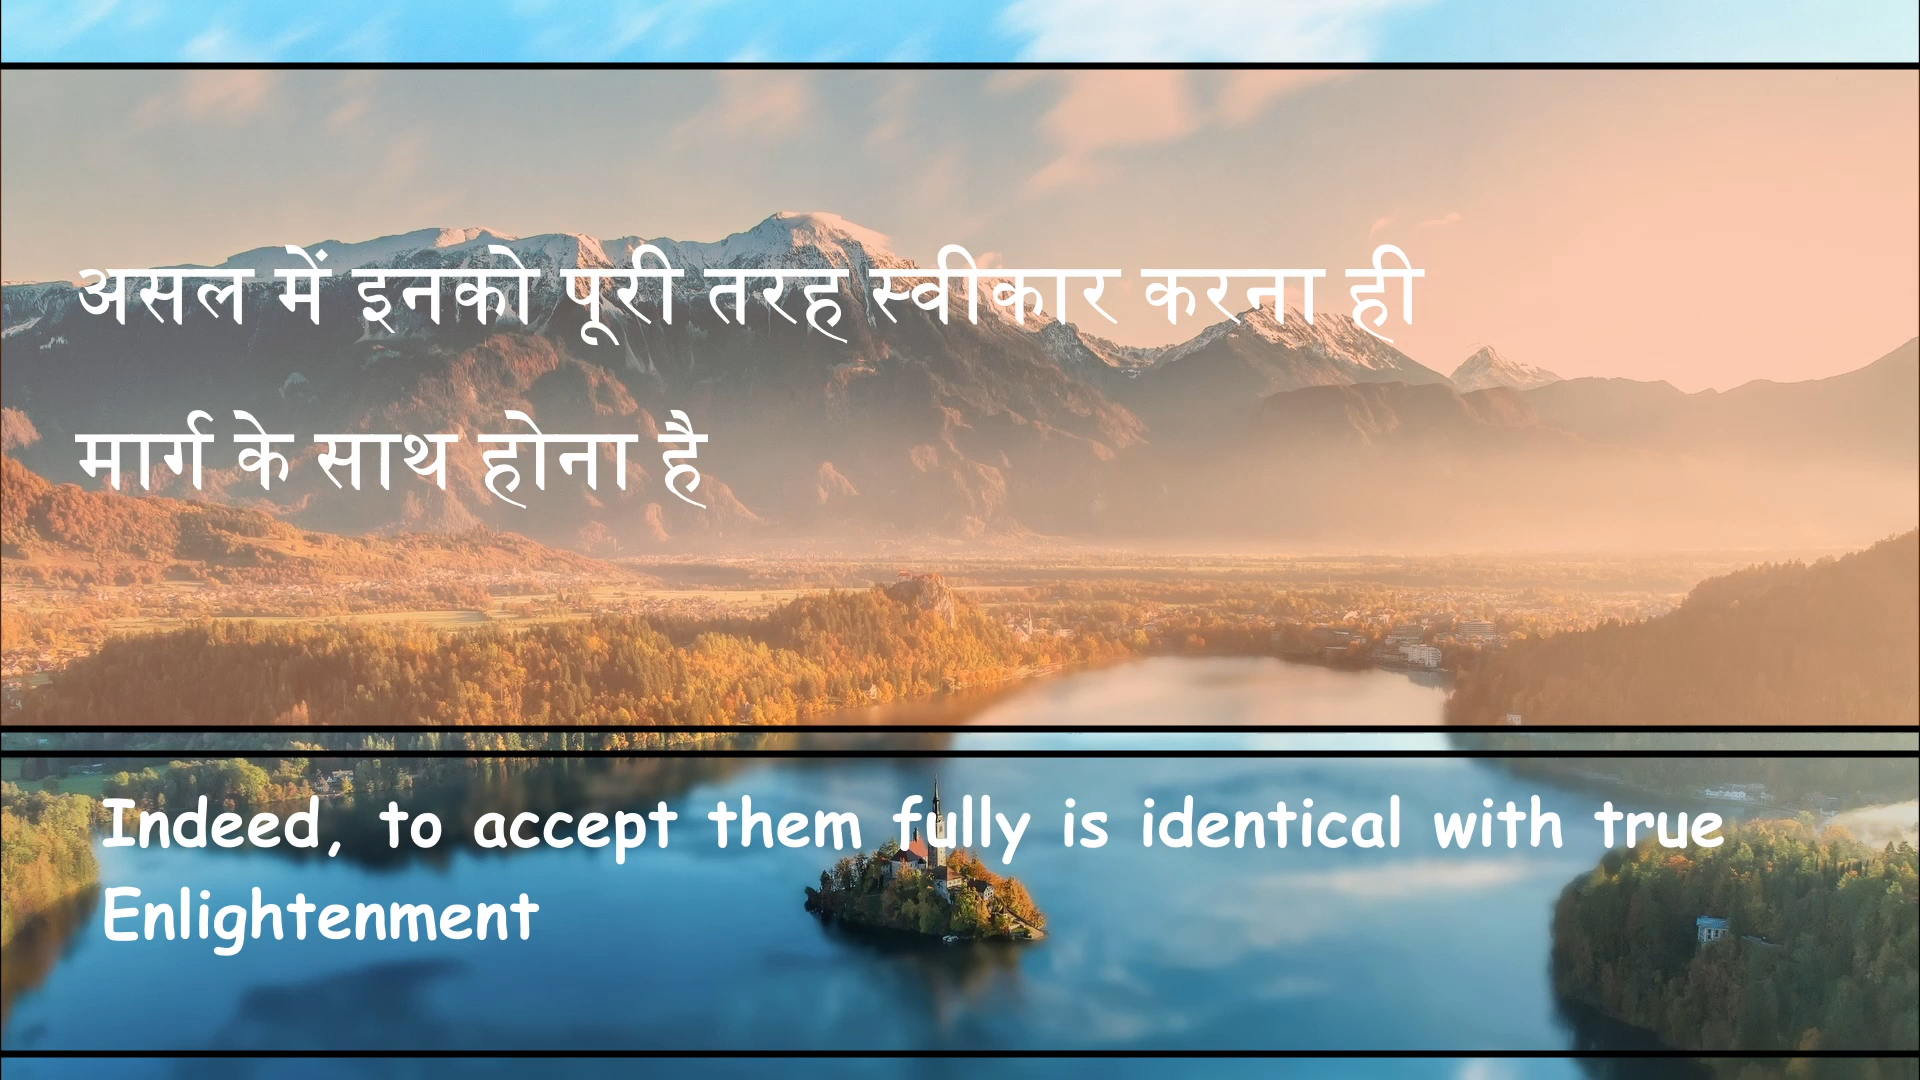 असल में इनको पूरी तरह स्वीकार करना ही
मार्ग के साथ होना है
Indeed, to accept them fully is identical with true
Enlightenment